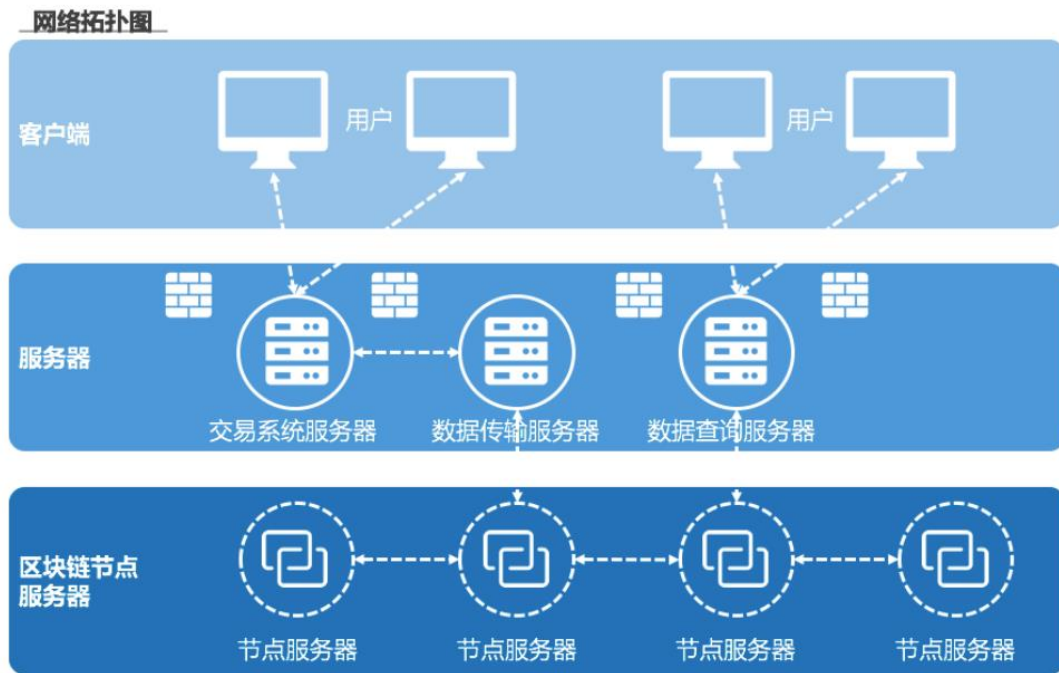 网络拓扑图
客户端
用户
用户
服务器
交易系统服务器
数据传输服务器
数据查询服务器
区块链节点
服务器
节点服务器
节点服务器
节点服务器
节点服务器